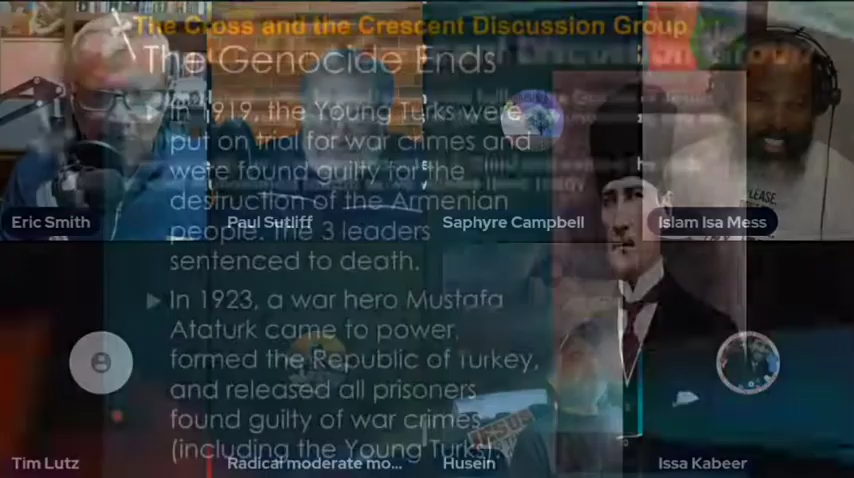 The Cross and the Crescent Discussion Group
The Genocide Ends
In 1919, the Young Turks were
put on trial for war crimes and
were found guilty for the
destruction of the Armenian
people. The 3 leaders
sentenced to death.
In 1923, a war hero Mustafa
Ataturk came to power,
formed the Republic of Turkey,
and released all prisoners
found guilty of war crimes
(including the Young Turks).
Eric Smith
Paul Sutliff
Saphyre Campbell
Islam Isa Mess
PLEASE
JESUS
Tim Lutz
Radical moderate mo...
Husein
Issa Kabeer